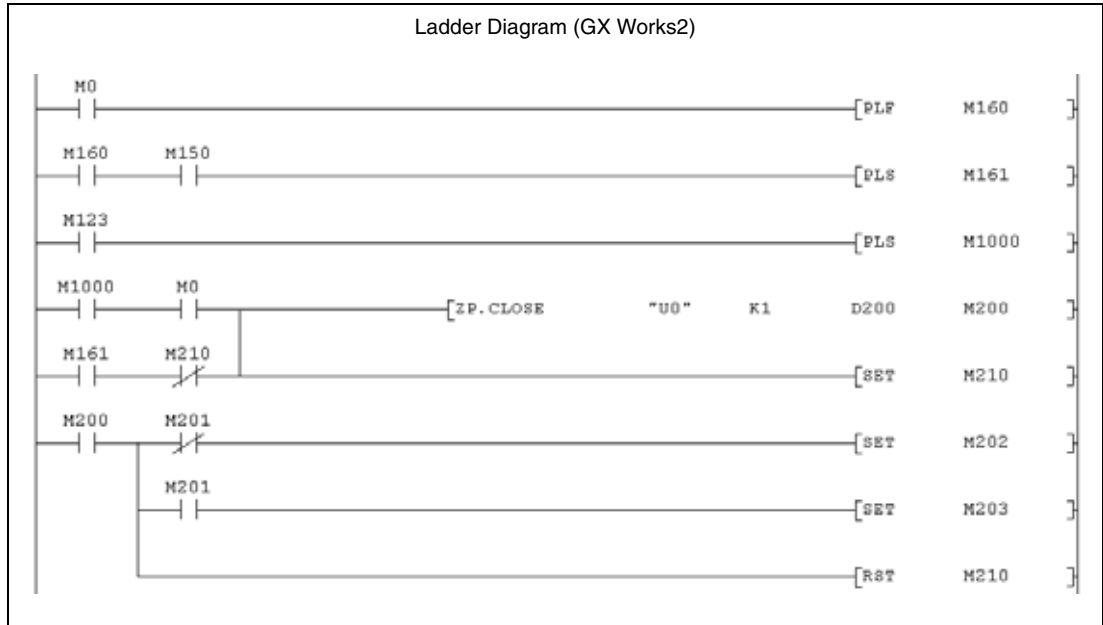 Ladder Diagram (GX Works2)
M0
[PLF M160 ]
M160 M150
[PLS M161 ]
M123
[PLS M1000 ]
M1000 M0
[ZP.CLOSE "U0" K1 D200 M200 ]
M161 M210
[SET M210 ]
M200 M201
[SET M202 ]
M201
[SET M203 ]
[RST M210 ]